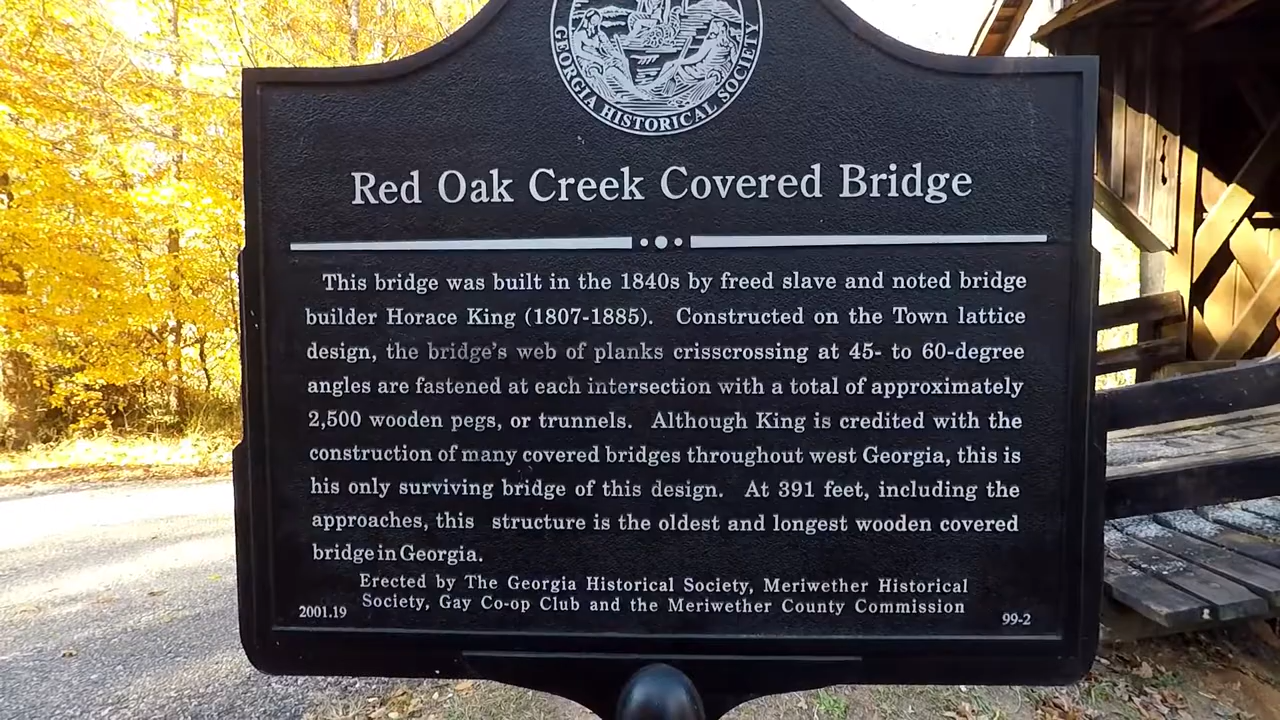 GEORGIA HISTORICAL SOCIETY
Red Oak Creek Covered Bridge
This bridge was built in the 1840s by freed slave and noted bridge
builder Horace King (1807-1885). Constructed on the Town lattice
design, the bridge's web of planks crisscrossing at 45- to 60-degree
angles are fastened at each intersection with a total of approximately
2,500 wooden pegs, or trunnels. Although King is credited with the
construction of many covered bridges throughout west Georgia, this is
his only surviving bridge of this design. At 391 feet, including the
approaches, this structure is the oldest and longest wooden covered
bridge in Georgia.
Erected by The Georgia Historical Society, Meriwether Historical
Society, Gay Co-op Club and the Meriwether County Commission
2001.19
99-2